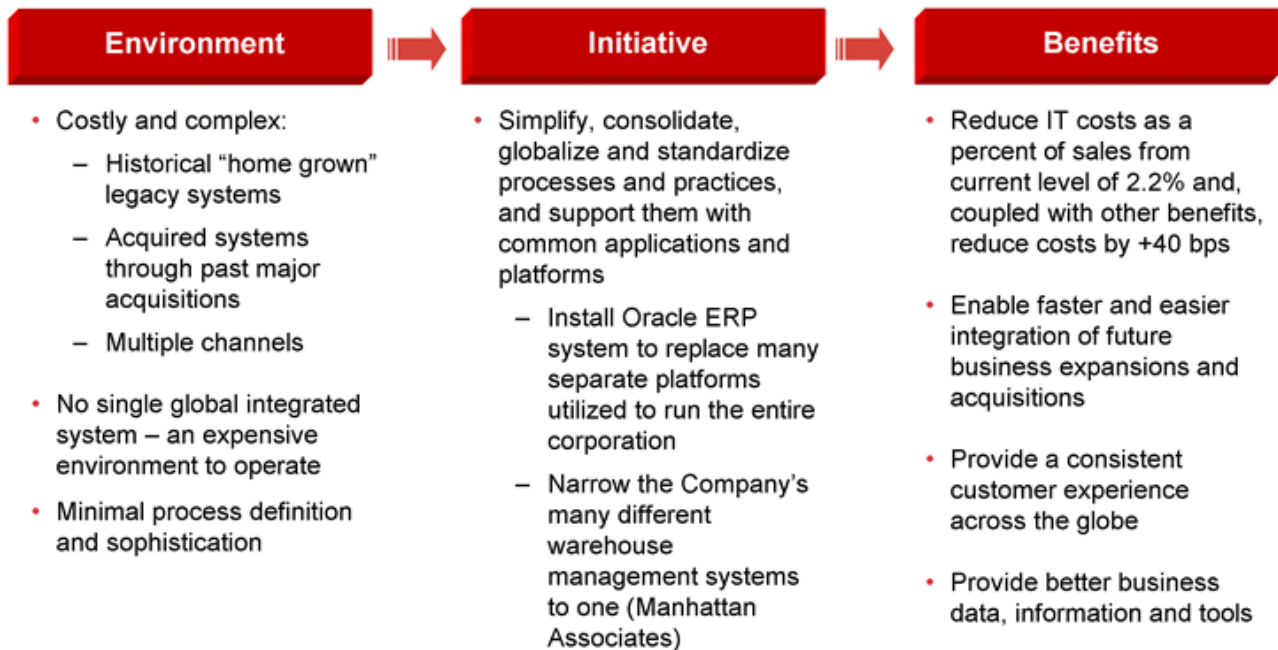 Environment
Initiative
Benefits
• Costly and complex:
– Historical “home grown”
legacy systems
– Acquired systems
through past major
acquisitions
– Multiple channels
• No single global integrated
system – an expensive
environment to operate
• Minimal process definition
and sophistication
• Simplify, consolidate,
globalize and standardize
processes and practices,
and support them with
common applications and
platforms
– Install Oracle ERP
system to replace many
separate platforms
utilized to run the entire
corporation
– Narrow the Company’s
many different
warehouse
management systems
to one (Manhattan
Associates)
• Reduce IT costs as a
percent of sales from
current level of 2.2% and,
coupled with other benefits,
reduce costs by +40 bps
• Enable faster and easier
integration of future
business expansions and
acquisitions
• Provide a consistent
customer experience
across the globe
• Provide better business
data, information and tools